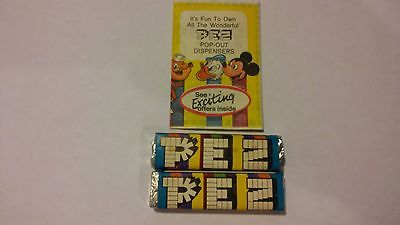 It's Fun To Own
All The Wonderful
PEZ
POP-OUT
DISPENSERS
See
Exciting
offers inside
PEZ
PEZ